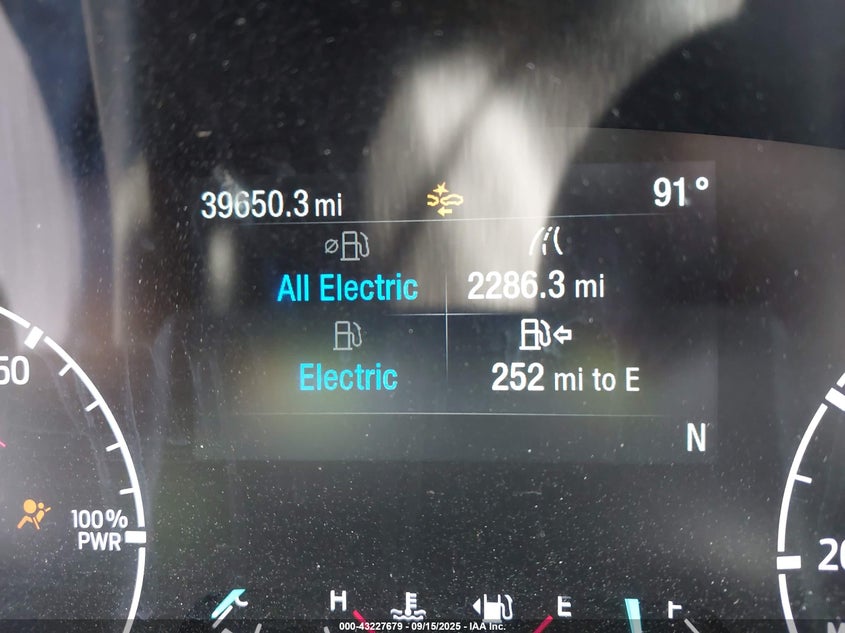 39650.3 mi
91°
All Electric
2286.3 mi
Electric
252 mi to E
N
50
100%
PWR
20
H
E
F
000-43227679 - 09/15/2025 - IAA Inc.